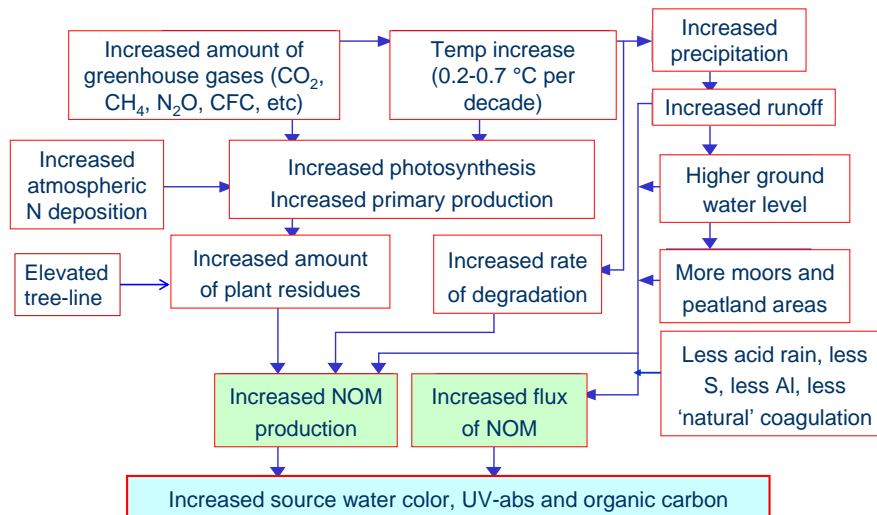 Increased amount of
greenhouse gases (CO₂,
CH₄, N₂O, CFC, etc)
Temp increase
(0.2-0.7 °C per
decade)
Increased
precipitation
Increased runoff
Increased
atmospheric
N deposition
Increased photosynthesis
Increased primary production
Higher ground
water level
Elevated
tree-line
Increased amount
of plant residues
Increased rate
of degradation
More moors and
peatland areas
Less acid rain, less
S, less Al, less
‘natural’ coagulation
Increased NOM
production
Increased flux
of NOM
Increased source water color, UV-abs and organic carbon